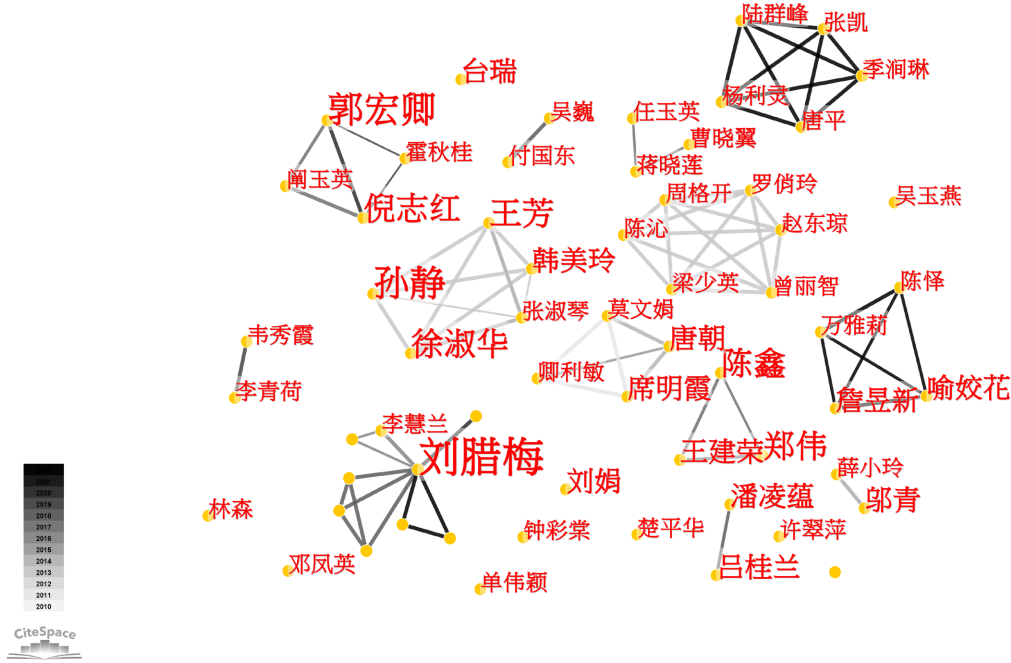 陆群峰
张凯
台瑞
季涧琳
杨利灵
郭宏卿
吴巍
任玉英
唐平
曹晓翼
霍秋桂
付国东
蒋晓莲
阐玉英
周格开
罗俏玲
吴玉燕
倪志红
王芳
陈沁
赵东琼
韩美玲
孙静
梁少英
曾丽智
陈怿
张淑琴
莫文娟
万雅莉
韦秀霞
徐淑华
唐朝
陈鑫
卿利敏
席明霞
喻姣花
李青荷
詹昱新
李慧兰
刘腊梅
王建荣
郑伟
薛小玲
刘娟
潘凌蕴
邬青
林森
钟彩棠
楚平华
许翠萍
邓凤英
单伟颖
吕桂兰
2021
2020
2019
2018
2017
2016
2015
2014
2013
2012
2011
2010
CiteSpace